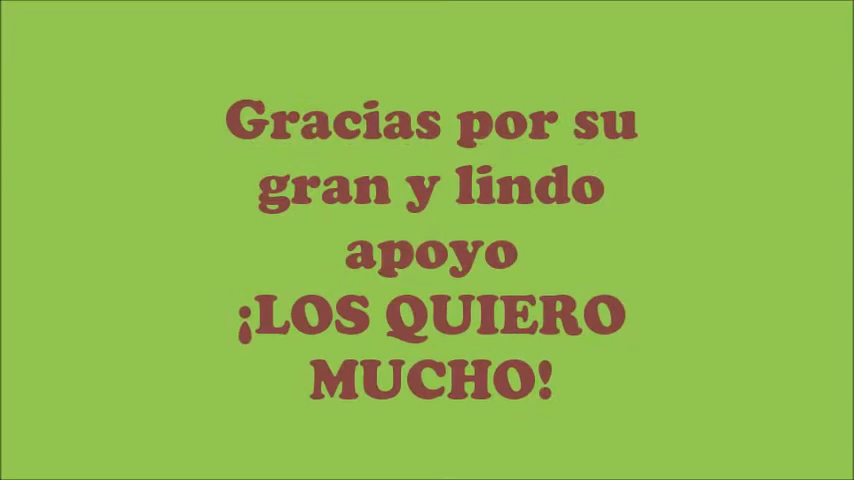 Gracias por su
gran y lindo
apoyo
¡LOS QUIERO
MUCHO!